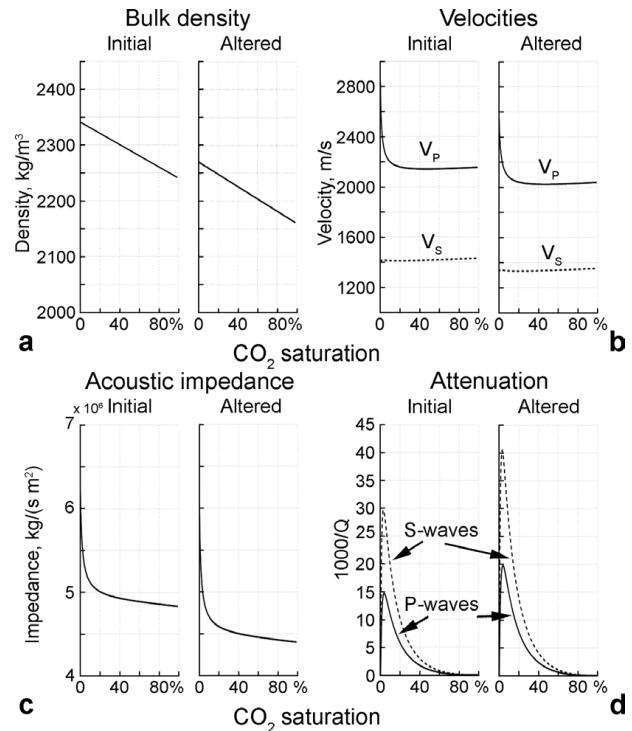 Bulk density
Initial
Altered
Density, kg/m³
2400
2300
2200
2100
2000
0
40
80%
0
40
80%
a
Velocities
Initial
Altered
Velocity, m/s
2800
2400
2000
1600
1200
V_P
V_S
V_P
V_S
0
40
80
%
0
40
80
%
b
CO₂ saturation
Acoustic impedance
x 10⁶
Initial
Altered
Impedance, kg/(s m²)
7
6
5
4
0
40
80%
0
40
80%
c
Attenuation
Initial
Altered
1000/Q
45
40
35
30
25
20
15
10
5
0
S-waves
P-waves
0
40
80
%
0
40
80
%
d
CO₂ saturation